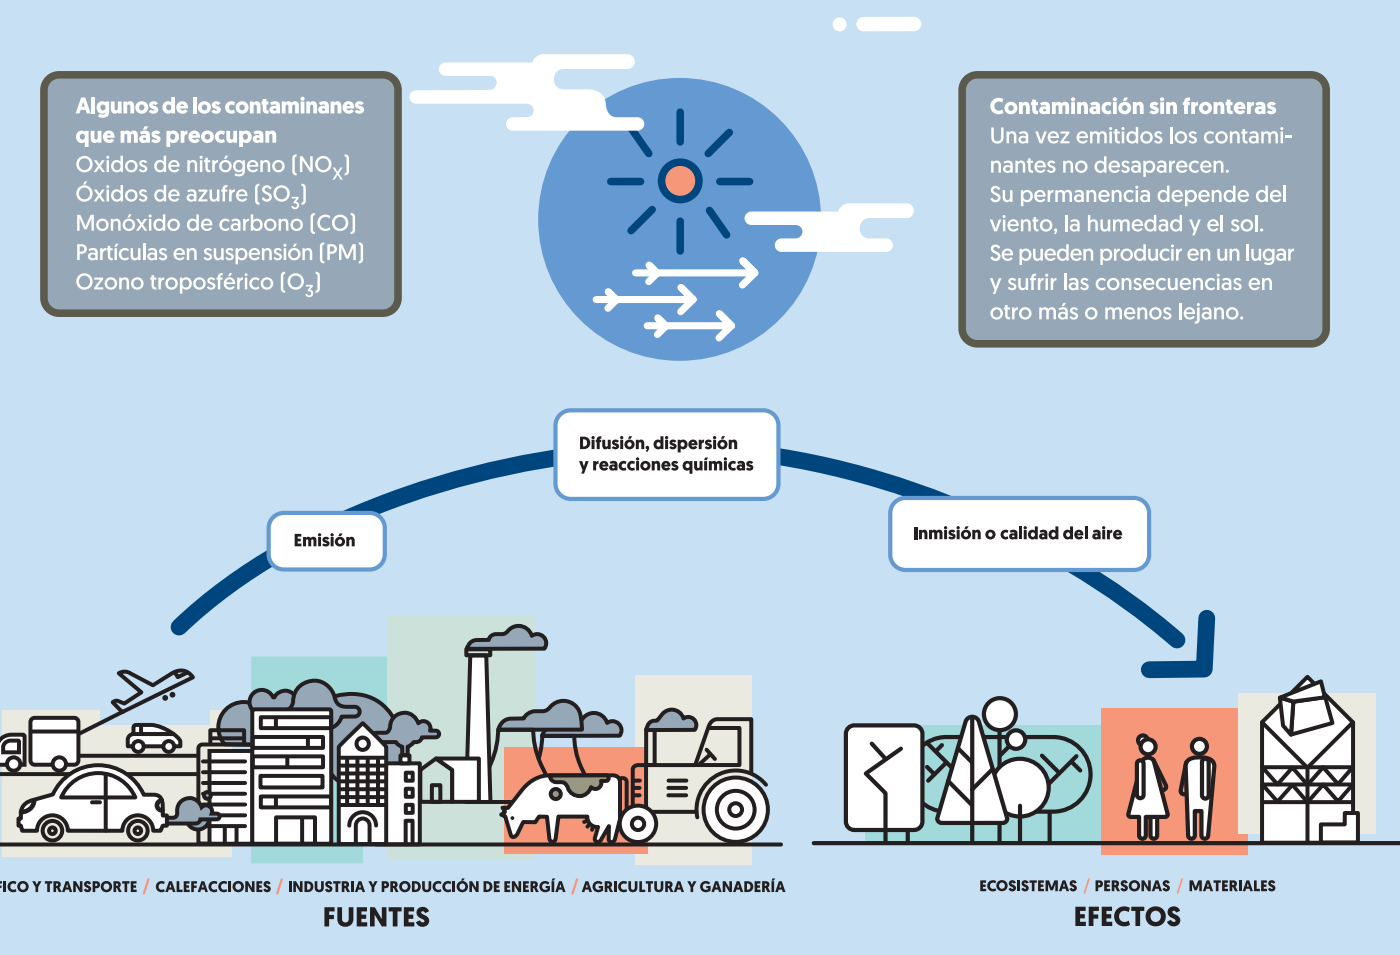 Algunos de los contaminanes
que más preocupan
Oxidos de nitrógeno (NOX)
Óxidos de azufre (SO3)
Monóxido de carbono (CO)
Partículas en suspensión (PM)
Ozono troposférico (O3)
Contaminación sin fronteras
Una vez emitidos los contami-
nantes no desaparecen.
Su permanencia depende del
viento, la humedad y el sol.
Se pueden producir en un lugar
y sufrir las consecuencias en
otro más o menos lejano.
Difusión, dispersión
y reacciones químicas
Emisión
Inmisión o calidad del aire
FICO Y TRANSPORTE / CALEFACCIONES / INDUSTRIA Y PRODUCCIÓN DE ENERGÍA / AGRICULTURA Y GANADERÍA
FUENTES
ECOSISTEMAS / PERSONAS / MATERIALES
EFECTOS